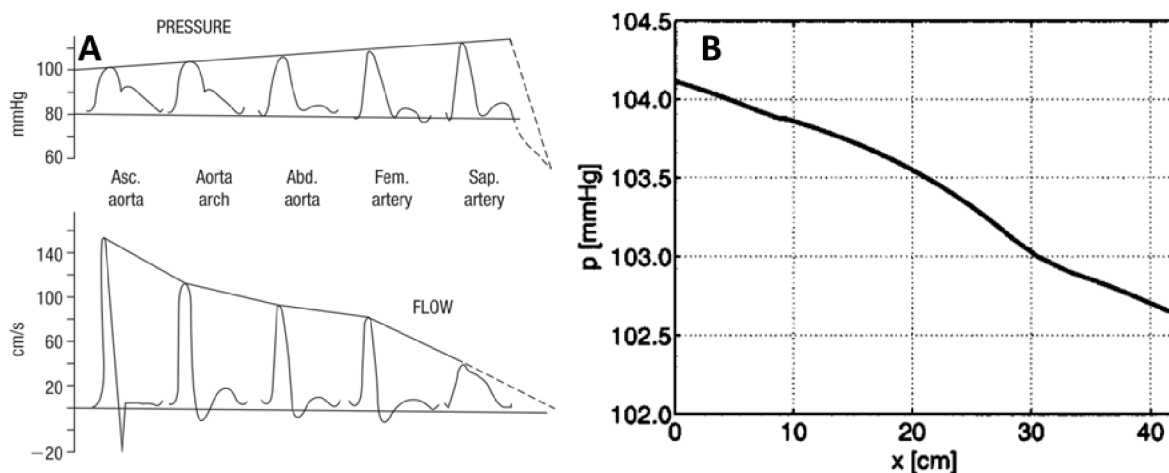 A
PRESSURE
mmHg
100
80
60
Asc.
aorta
Aorta
arch
Abd.
aorta
Fem.
artery
Sap.
artery
cm/s
140
100
60
20
−20
FLOW
B
p [mmHg]
104.5
104.0
103.5
103.0
102.5
102.0
0
10
20
30
40
x [cm]